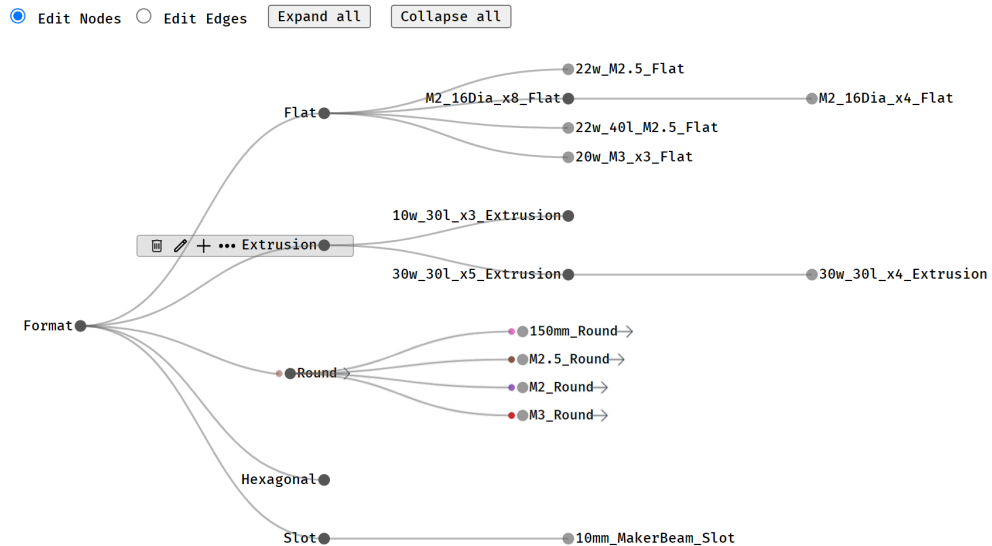 Edit Nodes Edit Edges Expand all Collapse all
22w_M2.5_Flat
M2_16Dia_x8_Flat M2_16Dia_x4_Flat
Flat
22w_40l_M2.5_Flat
20w_M3_x3_Flat
10w_30l_x3_Extrusion
Extrusion
30w_30l_x5_Extrusion 30w_30l_x4_Extrusion
Format
150mm_Round
M2.5_Round
Round
M2_Round
M3_Round
Hexagonal
Slot 10mm_MakerBeam_Slot